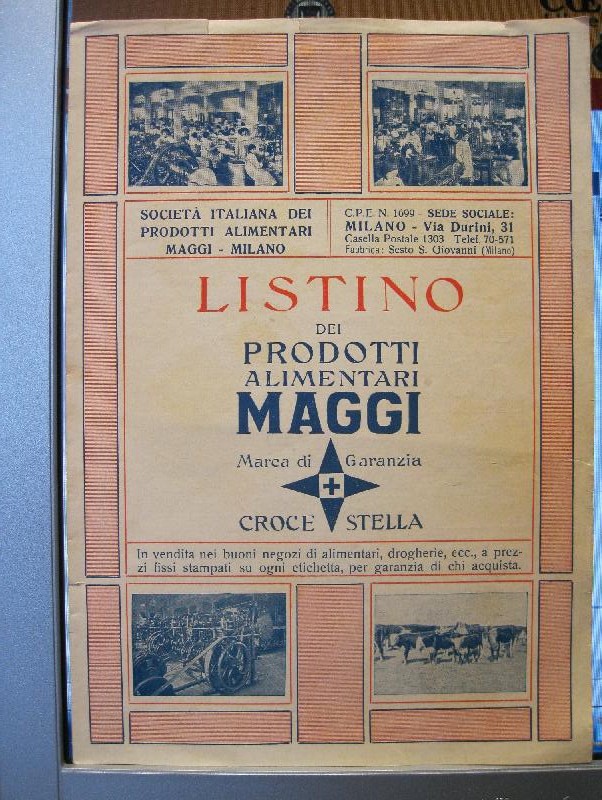 SOCIETÀ ITALIANA DEI
PRODOTTI ALIMENTARI
MAGGI - MILANO
C.P.E. N. 1699 - SEDE SOCIALE:
MILANO - Via Durini, 31
Casella Postale 1303 Telef. 70-571
Fabbrica: Sesto S. Giovanni (Milano)
LISTINO
DEI
PRODOTTI
ALIMENTARI
MAGGI
Marca di Garanzia
CROCE STELLA
In vendita nei buoni negozi di alimentari, drogherie, ecc., a prez-
zi fissi stampati su ogni etichetta, per garanzia di chi acquista.